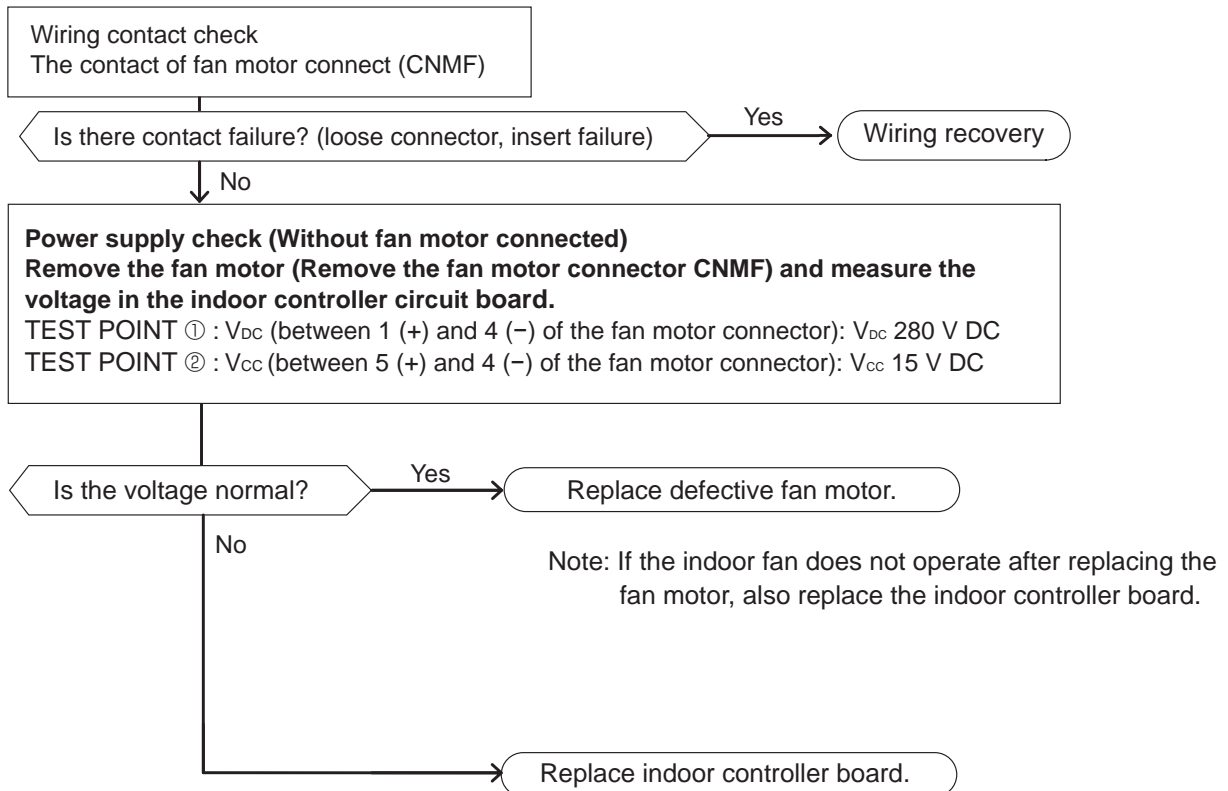 Wiring contact check
The contact of fan motor connect (CNMF)
Is there contact failure? (loose connector, insert failure)
Yes
Wiring recovery
No
Power supply check (Without fan motor connected)
Remove the fan motor (Remove the fan motor connector CNMF) and measure the
voltage in the indoor controller circuit board.
TEST POINT ① : VDC (between 1 (+) and 4 (−) of the fan motor connector): VDC 280 V DC
TEST POINT ② : VCC (between 5 (+) and 4 (−) of the fan motor connector): Vcc 15 V DC
Is the voltage normal?
Yes
Replace defective fan motor.
No
Note: If the indoor fan does not operate after replacing the
fan motor, also replace the indoor controller board.
Replace indoor controller board.